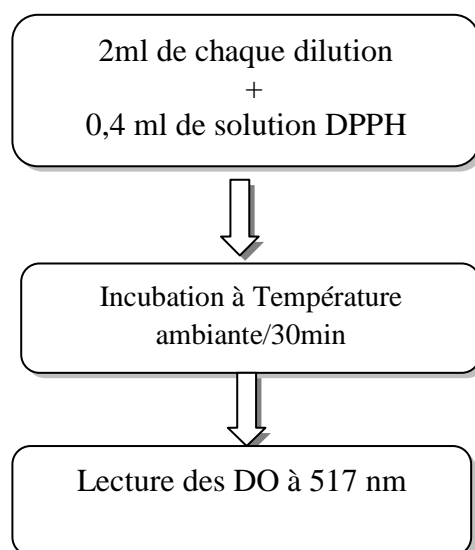 2ml de chaque dilution
+
0,4 ml de solution DPPH
Incubation à Température
ambiante/30min
Lecture des DO à 517 nm